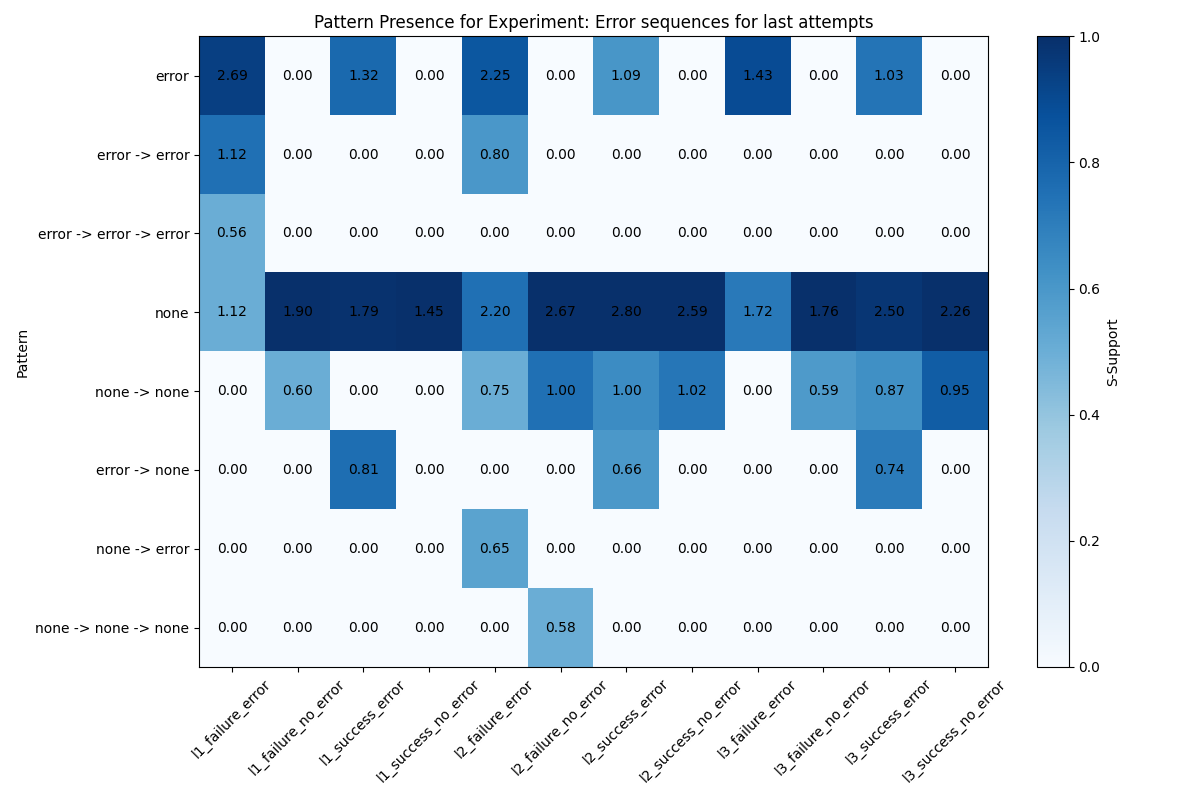 Pattern Presence for Experiment: Error sequences for last attempts
error 2.69 0.00 1.32 0.00 2.25 0.00 1.09 0.00 1.43 0.00 1.03 0.00
error -> error 1.12 0.00 0.00 0.00 0.80 0.00 0.00 0.00 0.00 0.00 0.00 0.00
error -> error -> error 0.56 0.00 0.00 0.00 0.00 0.00 0.00 0.00 0.00 0.00 0.00 0.00
none 1.12 1.90 1.79 1.45 2.20 2.67 2.80 2.59 1.72 1.76 2.50 2.26
none -> none 0.00 0.60 0.00 0.00 0.75 1.00 1.00 1.02 0.00 0.59 0.87 0.95
error -> none 0.00 0.00 0.81 0.00 0.00 0.00 0.66 0.00 0.00 0.00 0.74 0.00
none -> error 0.00 0.00 0.00 0.00 0.65 0.00 0.00 0.00 0.00 0.00 0.00 0.00
none -> none -> none 0.00 0.00 0.00 0.00 0.00 0.58 0.00 0.00 0.00 0.00 0.00 0.00
Pattern
l1_failure_error
l1_failure_no_error
l1_success_error
l1_success_no_error
l2_failure_error
l2_failure_no_error
l2_success_error
l2_success_no_error
l3_failure_error
l3_failure_no_error
l3_success_error
l3_success_no_error
1.0
0.8
0.6
0.4
0.2
0.0
S-Support